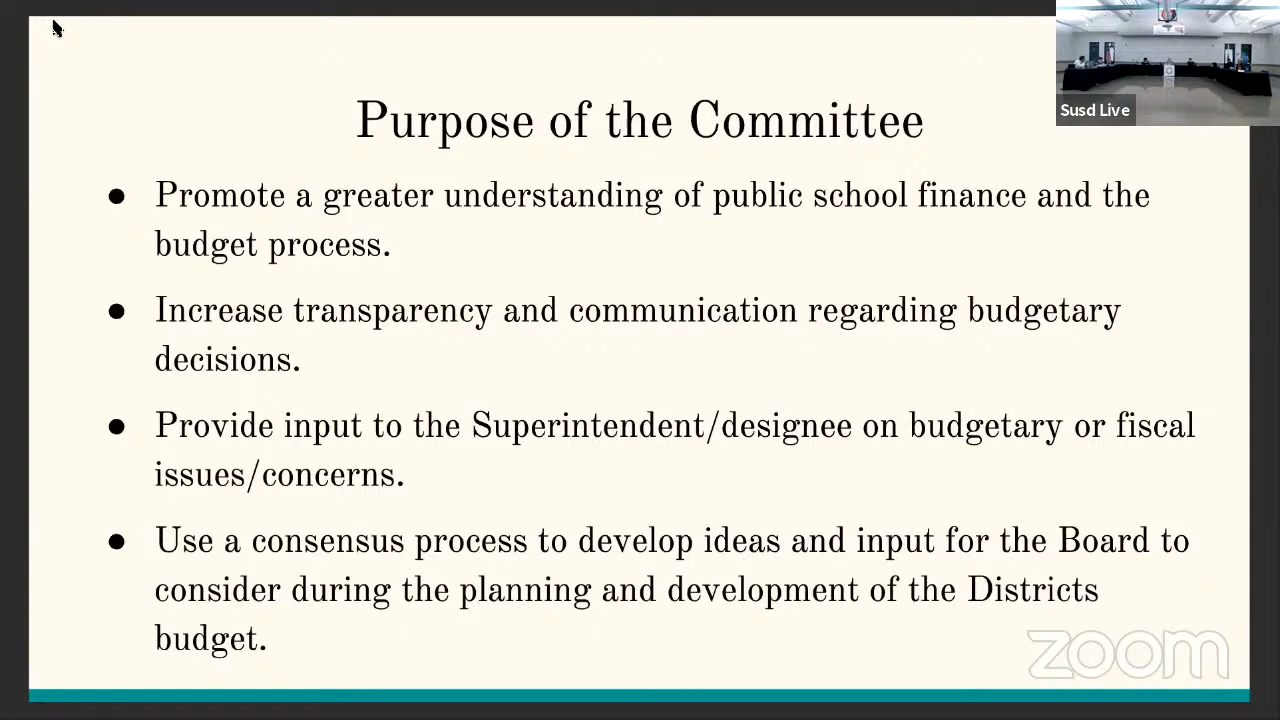 Susd Live
Purpose of the Committee
● Promote a greater understanding of public school finance and the
budget process.
● Increase transparency and communication regarding budgetary
decisions.
● Provide input to the Superintendent/designee on budgetary or fiscal
issues/concerns.
● Use a consensus process to develop ideas and input for the Board to
consider during the planning and development of the Districts
budget.
zoom